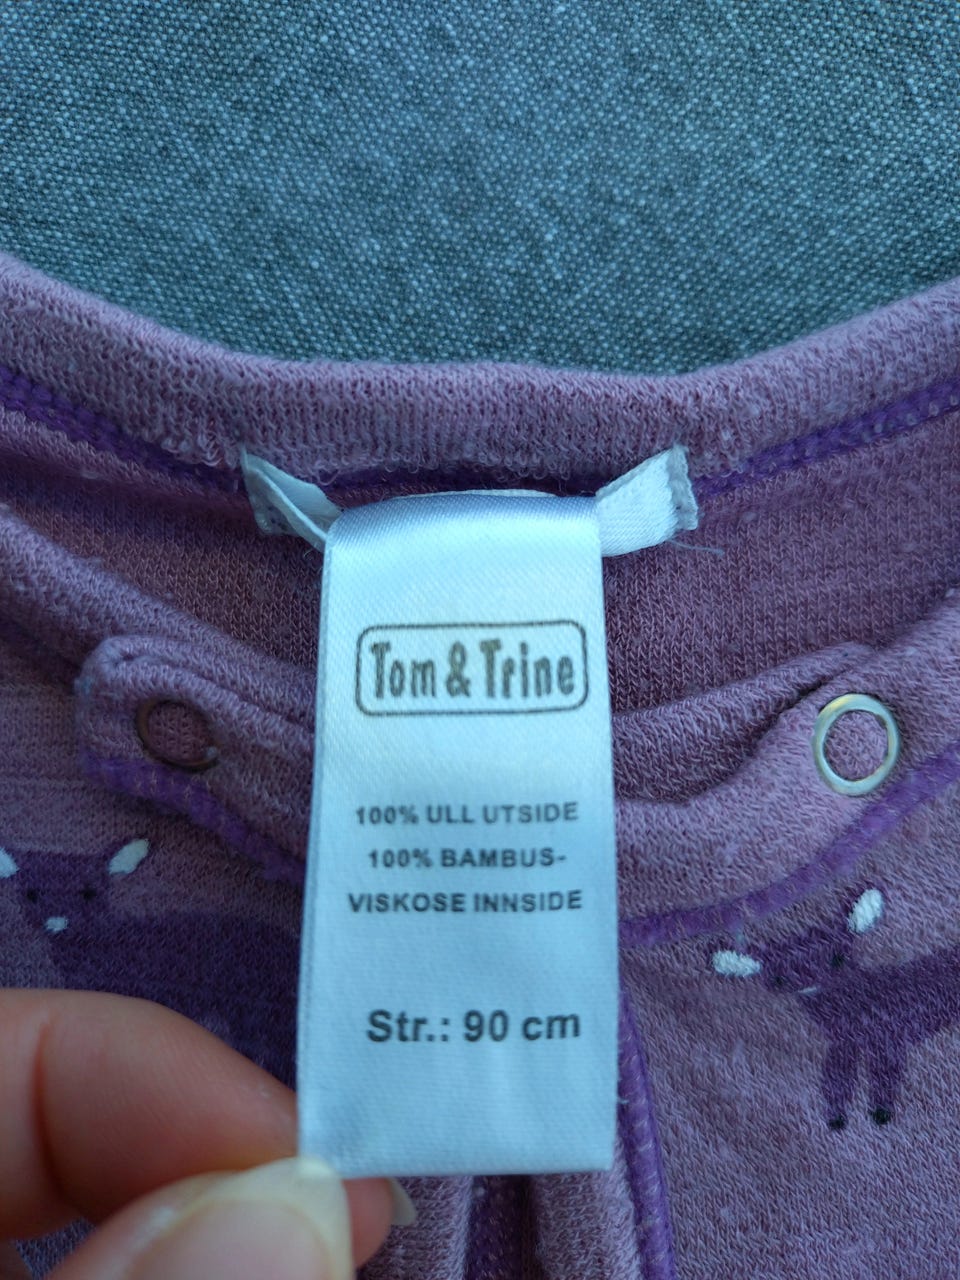 Tom & Trine
100% ULL UTSIDE
100% BAMBUS-
VISKOSE INNSIDE
Str.: 90 cm